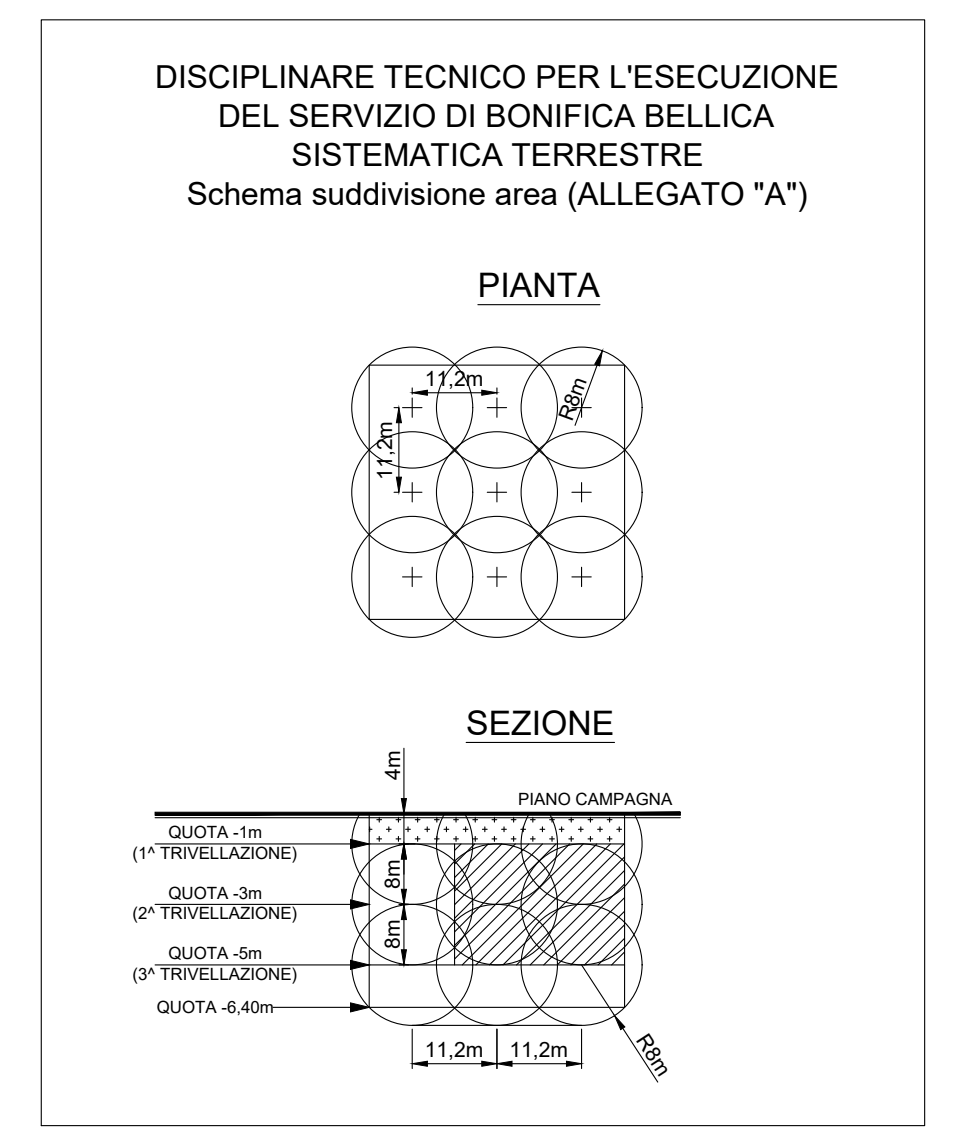 DISCIPLINARE TECNICO PER L'ESECUZIONE
DEL SERVIZIO DI BONIFICA BELLICA
SISTEMATICA TERRESTRE
Schema suddivisione area (ALLEGATO "A")
PIANTA
11,2m
R8m
11,2m
SEZIONE
4m
PIANO CAMPAGNA
QUOTA -1m
(1^ TRIVELLAZIONE)
8m
QUOTA -3m
(2^ TRIVELLAZIONE)
8m
QUOTA -5m
(3^ TRIVELLAZIONE)
QUOTA -6,40m
11,2m
11,2m
R8m